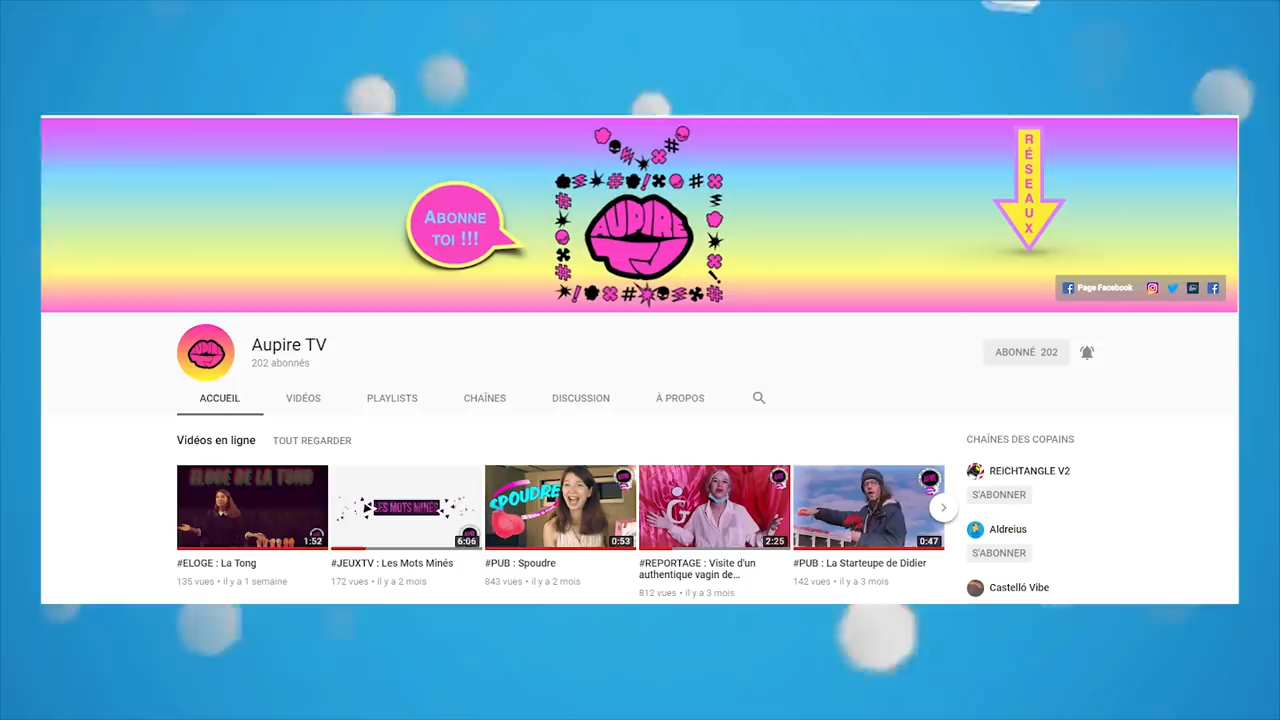 ABONNE
TOI !!!
AUPIRE
RÉSEAUX
Page Facebook
AUPIRE
Aupire TV
202 abonnés
ABONNÉ 202
ACCUEIL
VIDÉOS
PLAYLISTS
CHAÎNES
DISCUSSION
À PROPOS
Vidéos en ligne
TOUT REGARDER
CHAÎNES DES COPAINS
ELOGE DE LA TONG
1:52
LES MOTS MINÉS
6:06
SPOUDRE
0:53
2:25
0:47
#ELOGE : La Tong
135 vues • il y a 1 semaine
#JEUXTV : Les Mots Minés
172 vues • il y a 2 mois
#PUB : Spoudre
843 vues • il y a 2 mois
#REPORTAGE : Visite d'un
authentique vagin de...
812 vues • il y a 3 mois
#PUB : La Starteupe de Didier
142 vues • il y a 3 mois
REICHTANGLE V2
S'ABONNER
Aldreius
S'ABONNER
Castelló Vibe